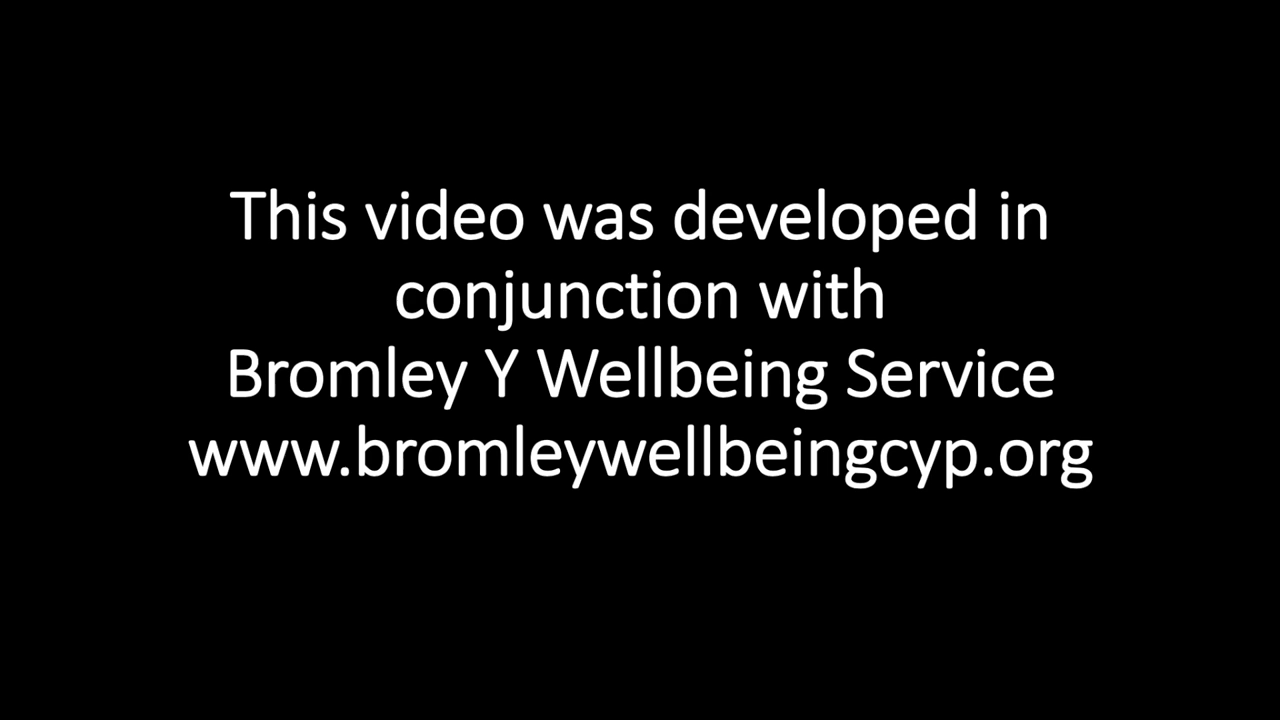 This video was developed in
conjunction with
Bromley Y Wellbeing Service
www.bromleywellbeingcyp.org